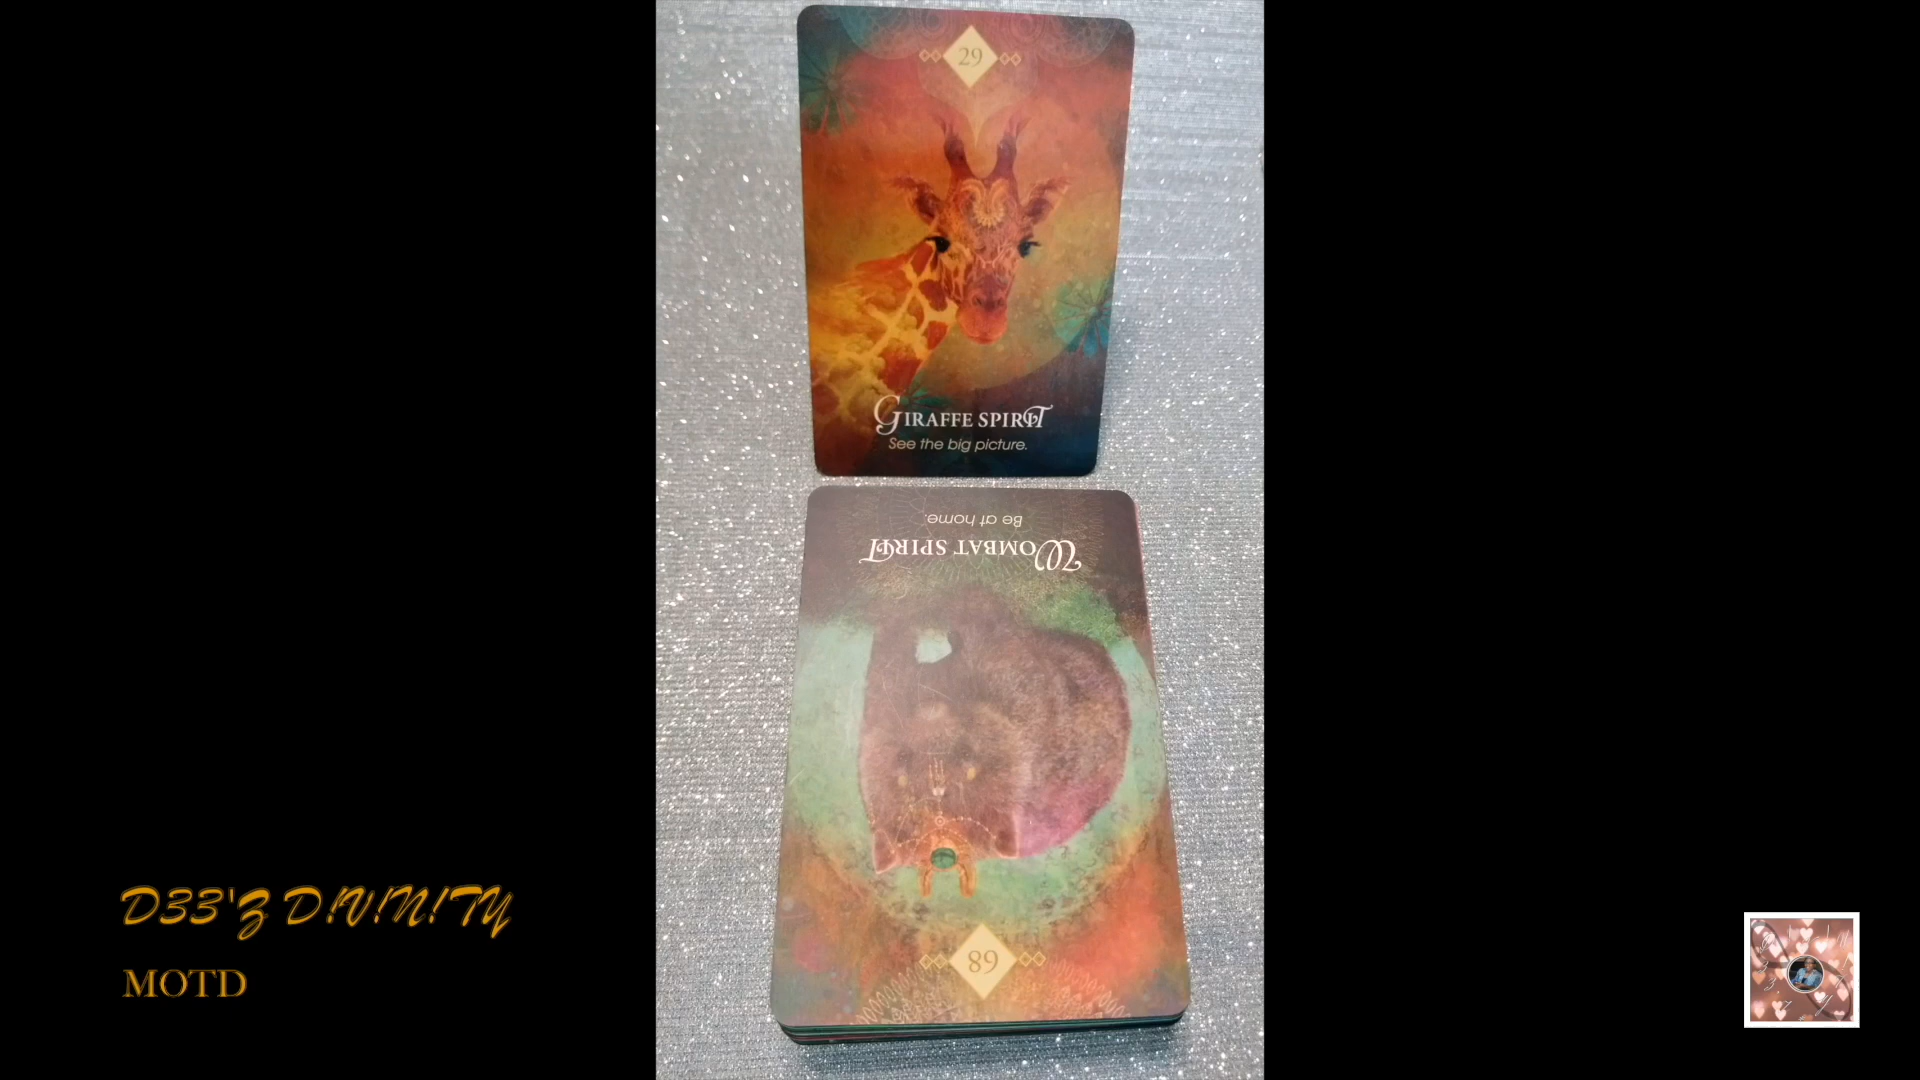 29
GIRAFFE SPIRIT
See the big picture.
Be at home.
WOMBAT SPIRIT
68
D33'Z D!V!N!TY
MOTD